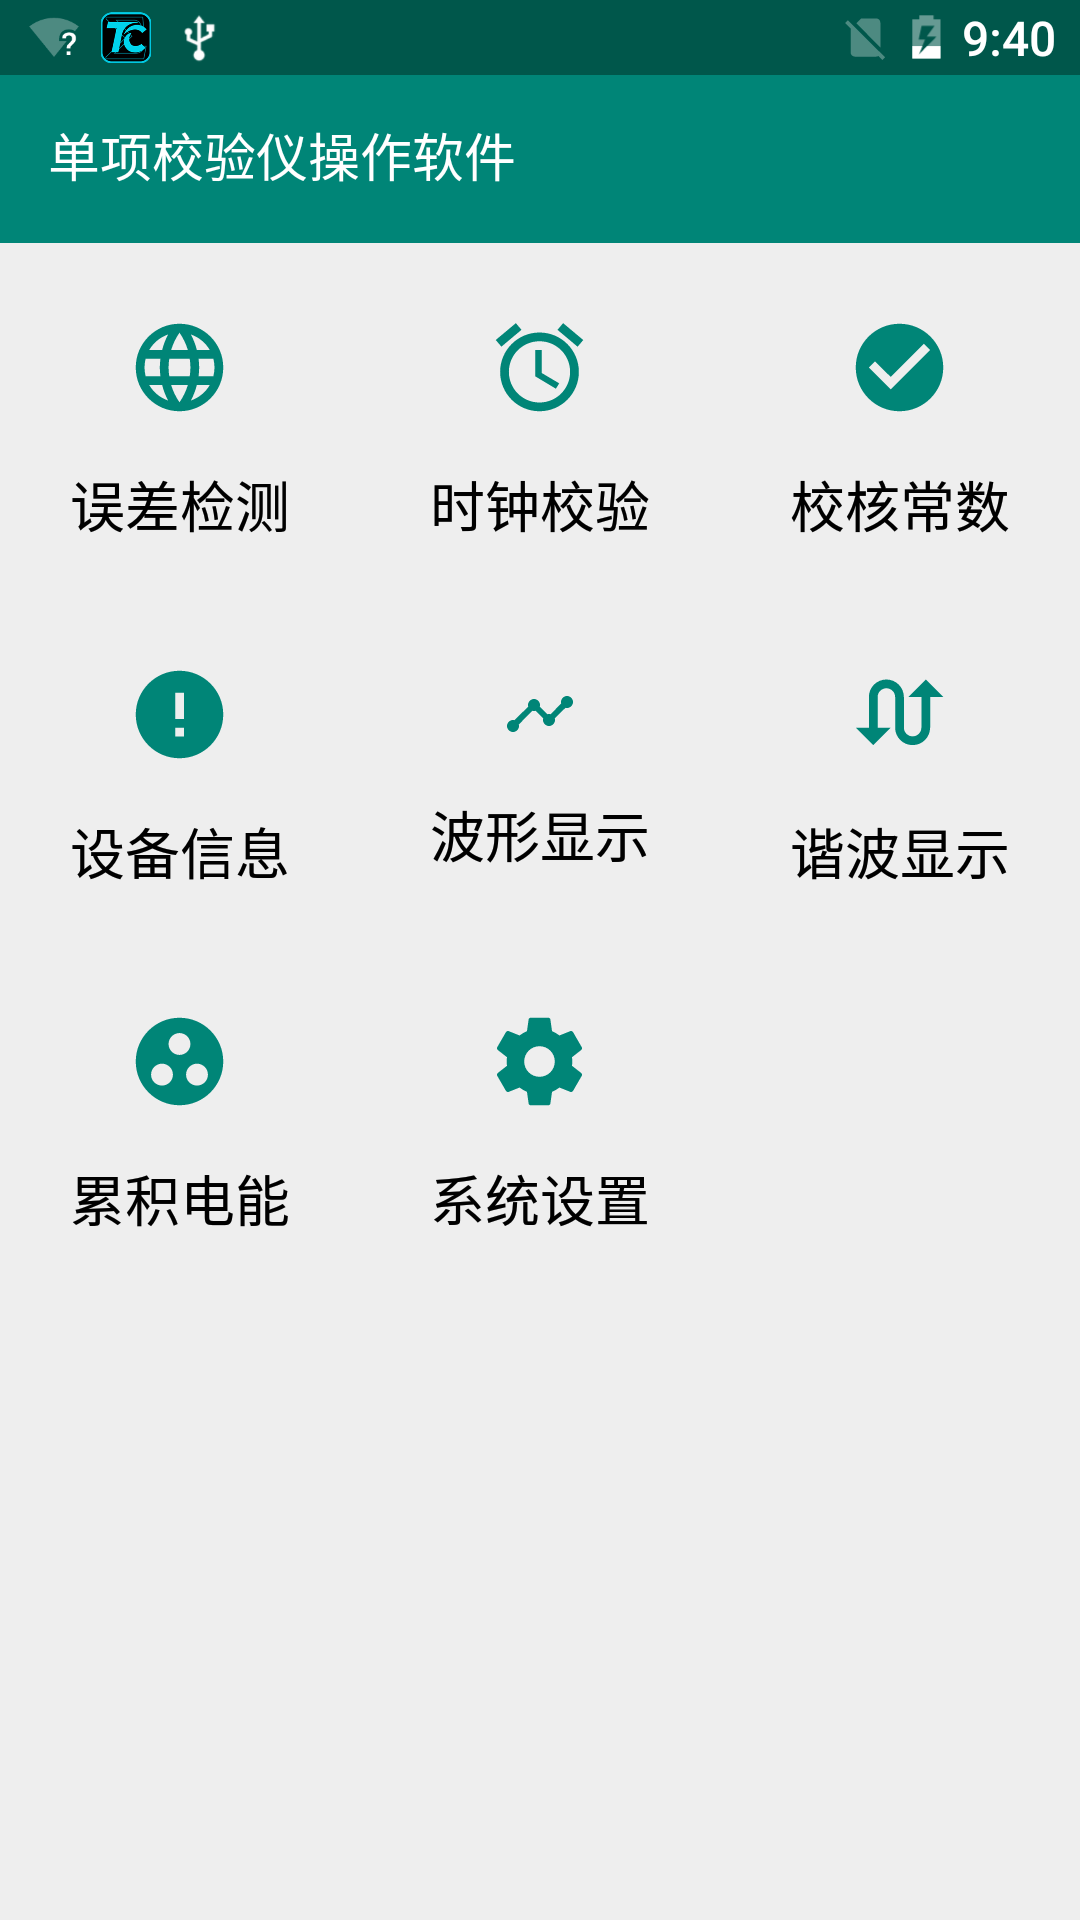 TC 9:40
单项校验仪操作软件
误差检测 时钟校验 校核常数
设备信息 波形显示 谐波显示
累积电能 系统设置